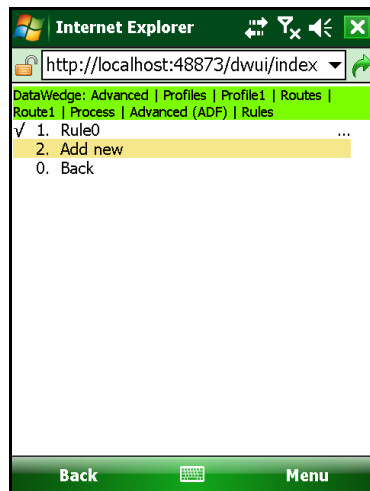 Internet Explorer
http://localhost:48873/dwui/index
DataWedge: Advanced | Profiles | Profile1 | Routes |
Route1 | Process | Advanced (ADF) | Rules
√ 1. Rule0 ...
2. Add new
0. Back
Back Menu